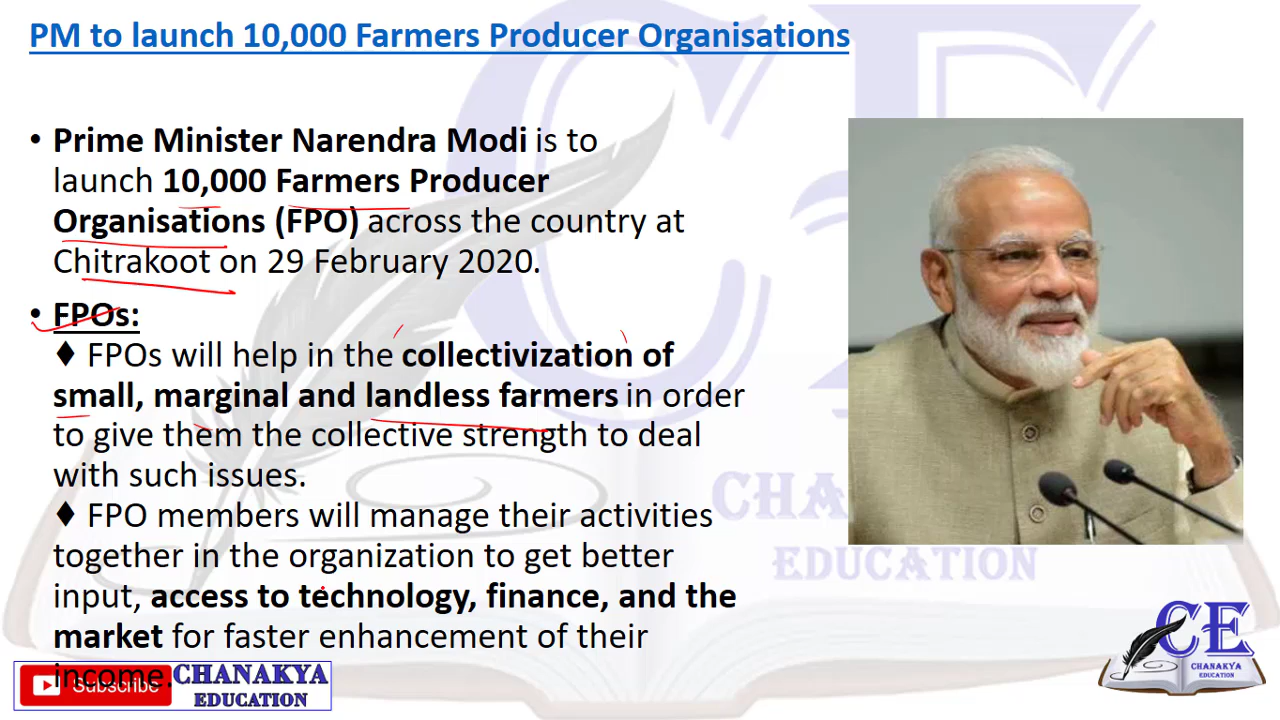 PM to launch 10,000 Farmers Producer Organisations
• Prime Minister Narendra Modi is to
launch 10,000 Farmers Producer
Organisations (FPO) across the country at
Chitrakoot on 29 February 2020.
• FPOs:
♦ FPOs will help in the collectivization of
small, marginal and landless farmers in order
to give them the collective strength to deal
with such issues.
♦ FPO members will manage their activities
together in the organization to get better
input, access to technology, finance, and the
market for faster enhancement of their
income.
Subscribe
CHANAKYA
EDUCATION
CE
CHANAKYA
EDUCATION
CE
CHANA
EDUCATION